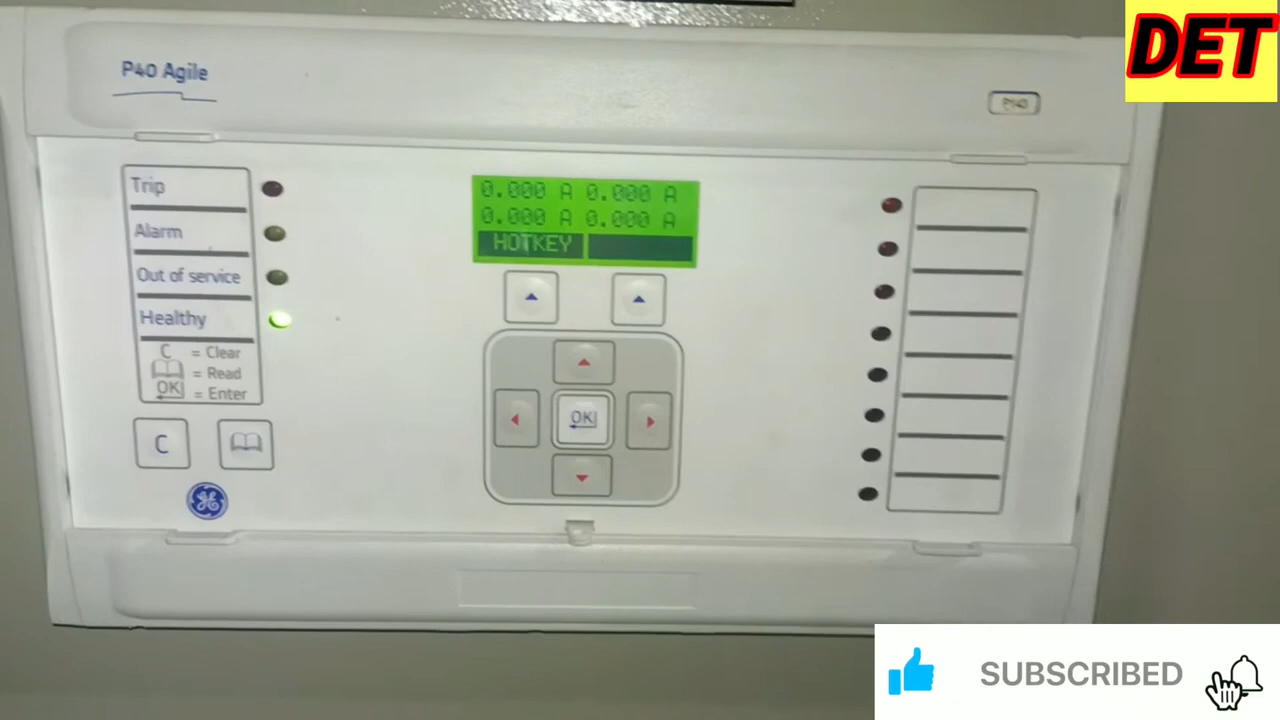 DET
P40 Agile
Trip
Alarm
Out of service
Healthy
C = Clear
= Read
OK = Enter
C
0.000 A 0.000 A
0.000 A 0.000 A
HOTKEY
OK
GE
SUBSCRIBED